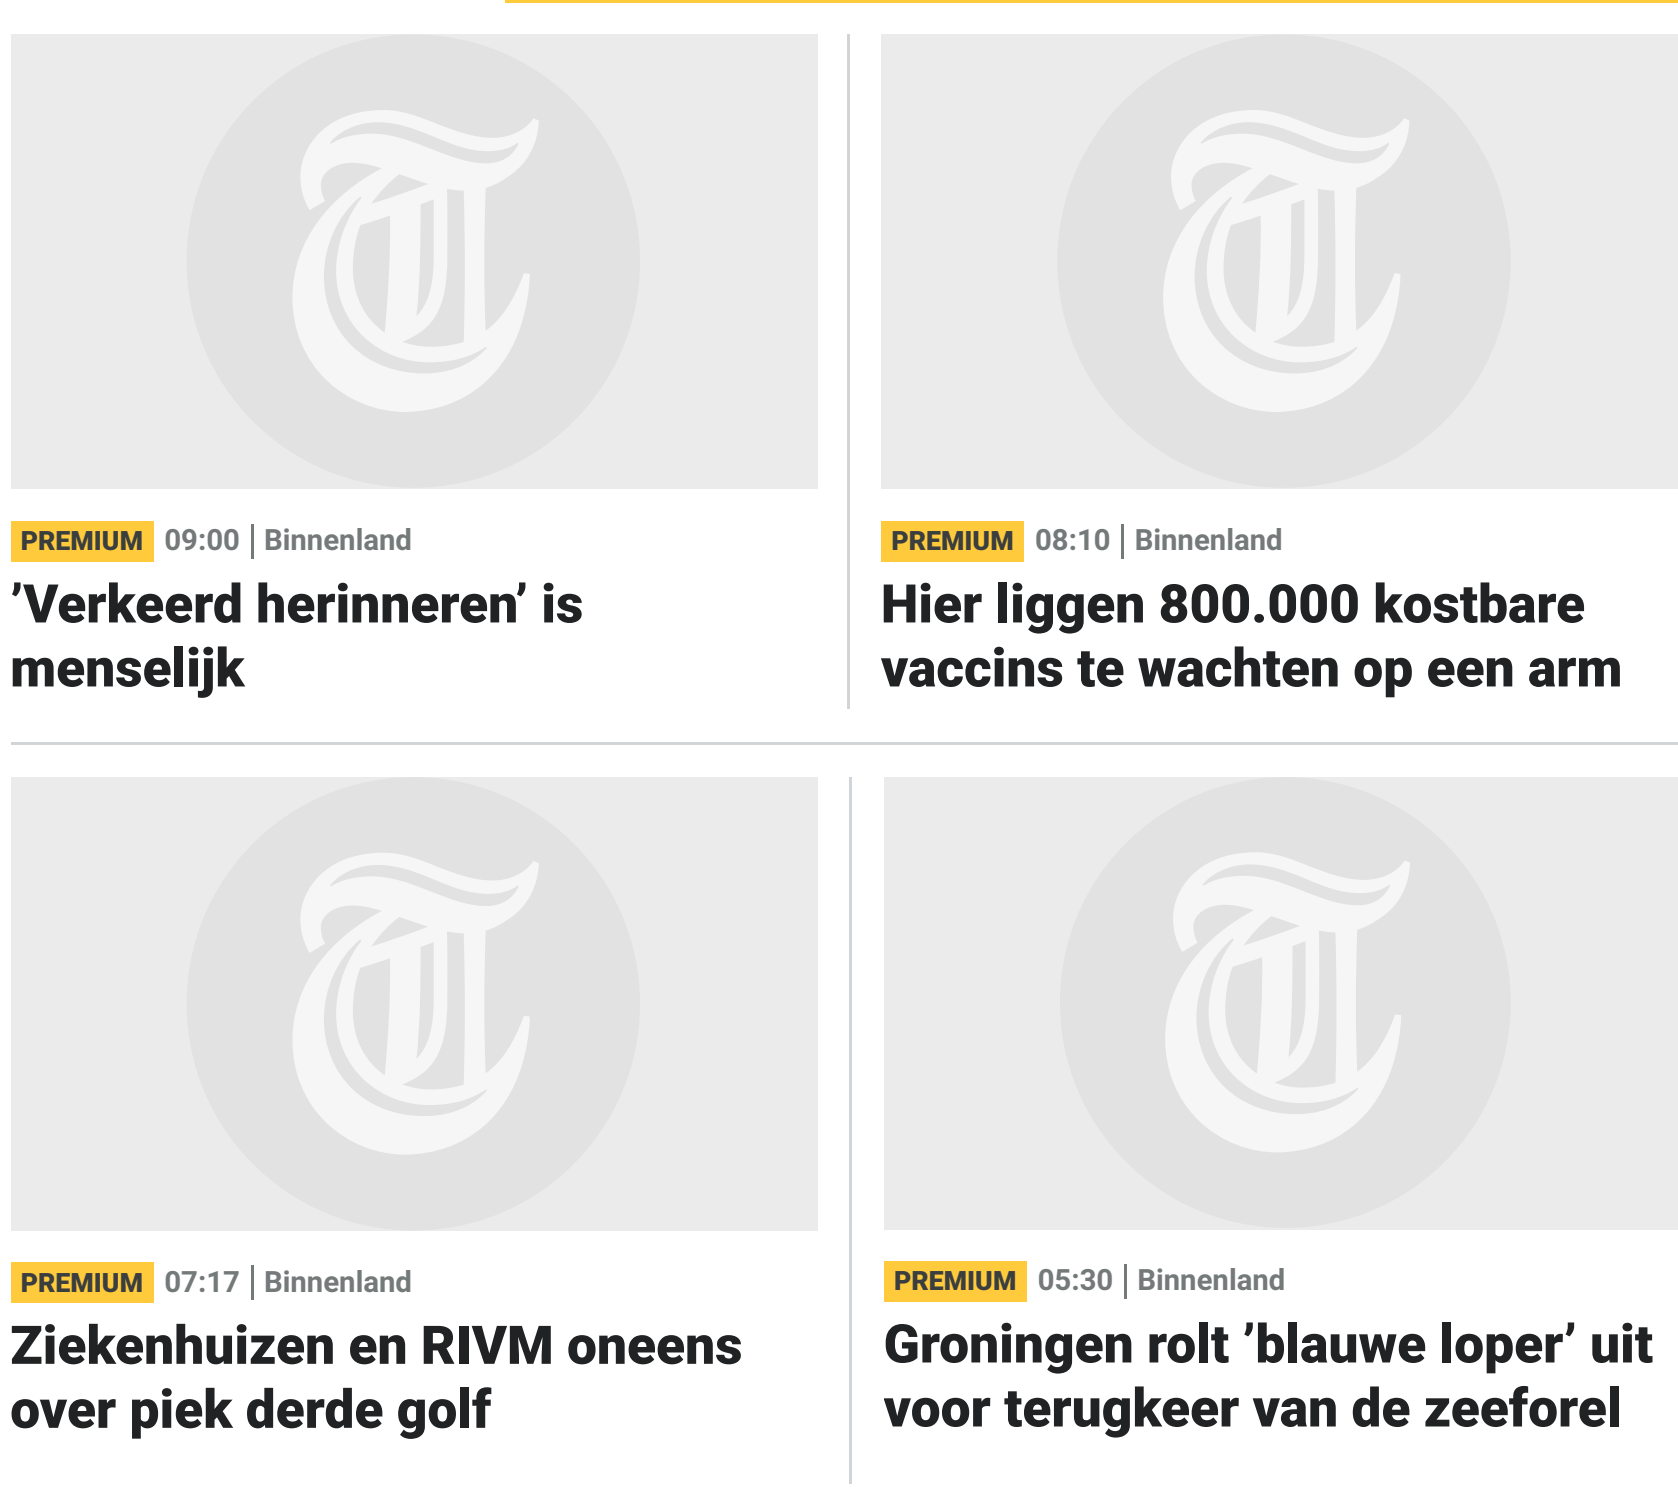 PREMIUM 09:00 | Binnenland
’Verkeerd herinneren’ is
menselijk
PREMIUM 08:10 | Binnenland
Hier liggen 800.000 kostbare
vaccins te wachten op een arm
PREMIUM 07:17 | Binnenland
Ziekenhuizen en RIVM oneens
over piek derde golf
PREMIUM 05:30 | Binnenland
Groningen rolt ’blauwe loper’ uit
voor terugkeer van de zeeforel